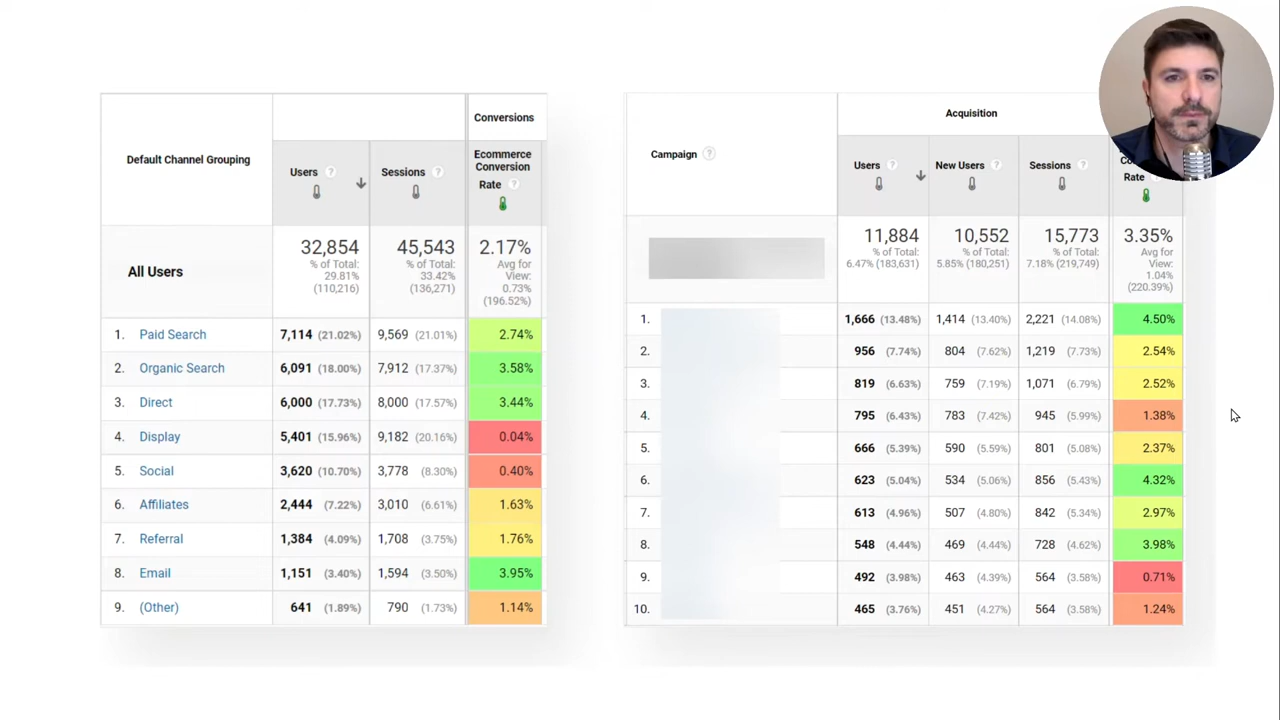 Conversions
Default Channel Grouping
Users ?
Sessions ?
Ecommerce
Conversion
Rate ?
All Users
32,854
% of Total:
29.81%
(110,216)
45,543
% of Total:
33.42%
(136,271)
2.17%
Avg for
View:
0.73%
(196.52%)
1. Paid Search 7,114 (21.02%) 9,569 (21.01%) 2.74%
2. Organic Search 6,091 (18.00%) 7,912 (17.37%) 3.58%
3. Direct 6,000 (17.73%) 8,000 (17.57%) 3.44%
4. Display 5,401 (15.96%) 9,182 (20.16%) 0.04%
5. Social 3,620 (10.70%) 3,778 (8.30%) 0.40%
6. Affiliates 2,444 (7.22%) 3,010 (6.61%) 1.63%
7. Referral 1,384 (4.09%) 1,708 (3.75%) 1.76%
8. Email 1,151 (3.40%) 1,594 (3.50%) 3.95%
9. (Other) 641 (1.89%) 790 (1.73%) 1.14%
Acquisition
Campaign ?
Users ?
New Users ?
Sessions ?
Rate ?
11,884
6.47% (183,631)
% of Total:
10,552
% of Total:
5.85% (180,251)
15,773
% of Total:
7.18% (219,749)
3.35%
Avg for
View:
1.04%
(220.39%)
1. 1,666 (13.48%) 1,414 (13.40%) 2,221 (14.08%) 4.50%
2. 956 (7.74%) 804 (7.62%) 1,219 (7.73%) 2.54%
3. 819 (6.63%) 759 (7.19%) 1,071 (6.79%) 2.52%
4. 795 (6.43%) 783 (7.42%) 945 (5.99%) 1.38%
5. 666 (5.39%) 590 (5.59%) 801 (5.08%) 2.37%
6. 623 (5.04%) 534 (5.06%) 856 (5.43%) 4.32%
7. 613 (4.96%) 507 (4.80%) 842 (5.34%) 2.97%
8. 548 (4.44%) 469 (4.44%) 728 (4.62%) 3.98%
9. 492 (3.98%) 463 (4.39%) 564 (3.58%) 0.71%
10. 465 (3.76%) 451 (4.27%) 564 (3.58%) 1.24%